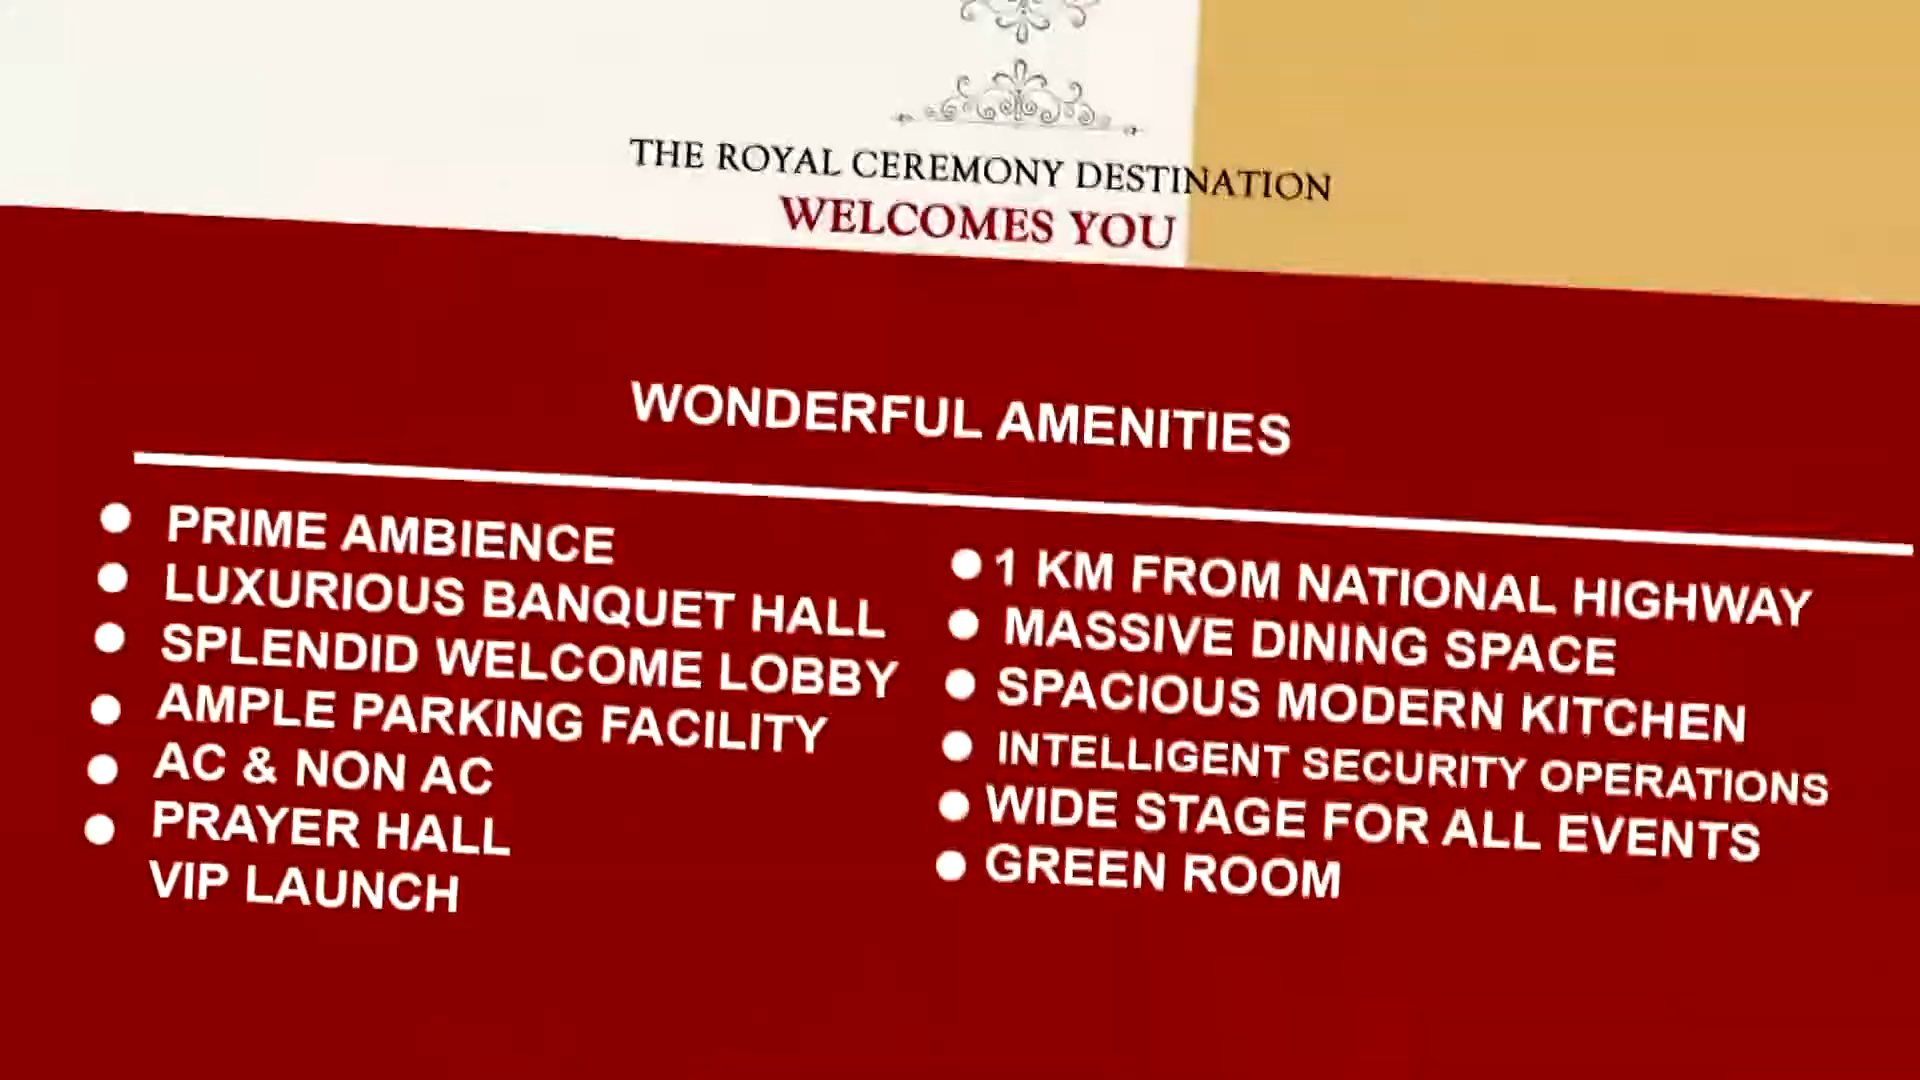 THE ROYAL CEREMONY DESTINATION
WELCOMES YOU
WONDERFUL AMENITIES
● PRIME AMBIENCE
● LUXURIOUS BANQUET HALL
● SPLENDID WELCOME LOBBY
● AMPLE PARKING FACILITY
● AC & NON AC
● PRAYER HALL
VIP LAUNCH
● 1 KM FROM NATIONAL HIGHWAY
● MASSIVE DINING SPACE
● SPACIOUS MODERN KITCHEN
● INTELLIGENT SECURITY OPERATIONS
● WIDE STAGE FOR ALL EVENTS
● GREEN ROOM